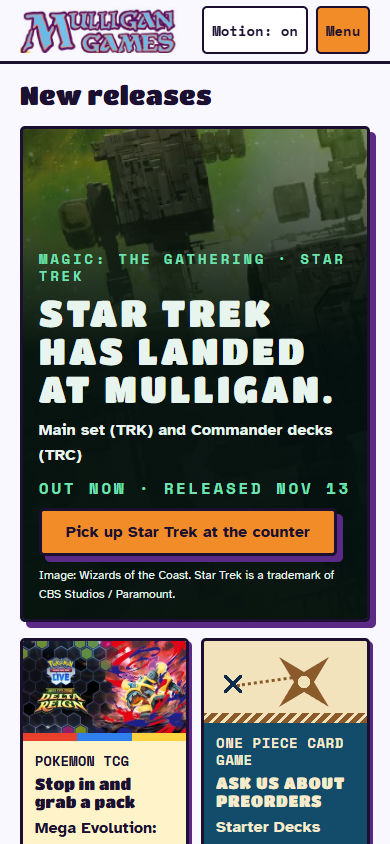 MULLIGAN
GAMES
Motion: on
Menu
New releases
MAGIC: THE GATHERING · STAR
TREK
STAR TREK
HAS LANDED
AT MULLIGAN.
Main set (TRK) and Commander decks
(TRC)
OUT NOW · RELEASED NOV 13
Pick up Star Trek at the counter
Image: Wizards of the Coast. Star Trek is a trademark of
CBS Studios / Paramount.
POKÉMON
LIVE
DELTA
REIGN
POKEMON TCG
Stop in and
grab a pack
Mega Evolution:
ONE PIECE CARD
GAME
ASK US ABOUT
PREORDERS
Starter Decks